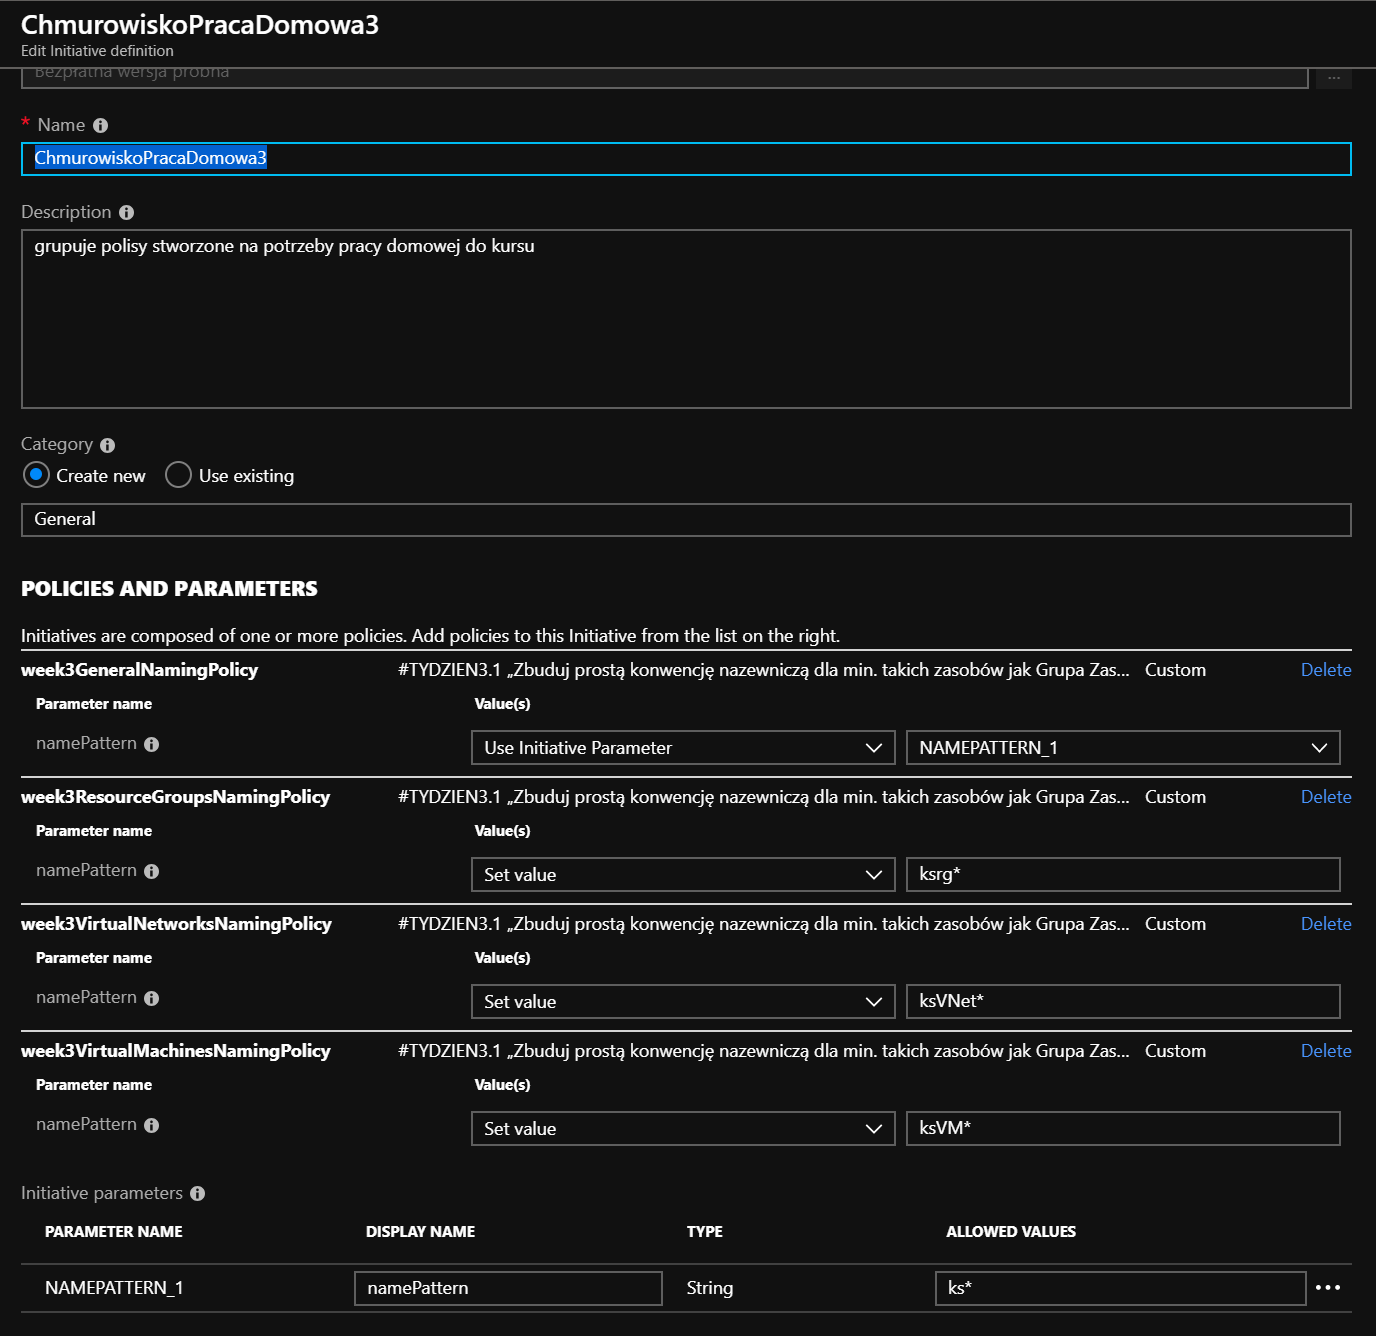 ChmurowiskoPracaDomowa3
Edit Initiative definition
Bezpłatna wersja próbna
* Name
ChmurowiskoPracaDomowa3
Description
grupuje polisy stworzone na potrzeby pracy domowej do kursu
Category
Create new Use existing
General
POLICIES AND PARAMETERS
Initiatives are composed of one or more policies. Add policies to this Initiative from the list on the right.
week3GeneralNamingPolicy #TYDZIEN3.1 „Zbuduj prostą konwencję nazewniczą dla min. takich zasobów jak Grupa Zas... Custom Delete
Parameter name Value(s)
namePattern Use Initiative Parameter NAMEPATTERN_1
week3ResourceGroupsNamingPolicy #TYDZIEN3.1 „Zbuduj prostą konwencję nazewniczą dla min. takich zasobów jak Grupa Zas... Custom Delete
Parameter name Value(s)
namePattern Set value ksrg*
week3VirtualNetworksNamingPolicy #TYDZIEN3.1 „Zbuduj prostą konwencję nazewniczą dla min. takich zasobów jak Grupa Zas... Custom Delete
Parameter name Value(s)
namePattern Set value ksVNet*
week3VirtualMachinesNamingPolicy #TYDZIEN3.1 „Zbuduj prostą konwencję nazewniczą dla min. takich zasobów jak Grupa Zas... Custom Delete
Parameter name Value(s)
namePattern Set value ksVM*
Initiative parameters
PARAMETER NAME DISPLAY NAME TYPE ALLOWED VALUES
NAMEPATTERN_1 namePattern String ks* ...